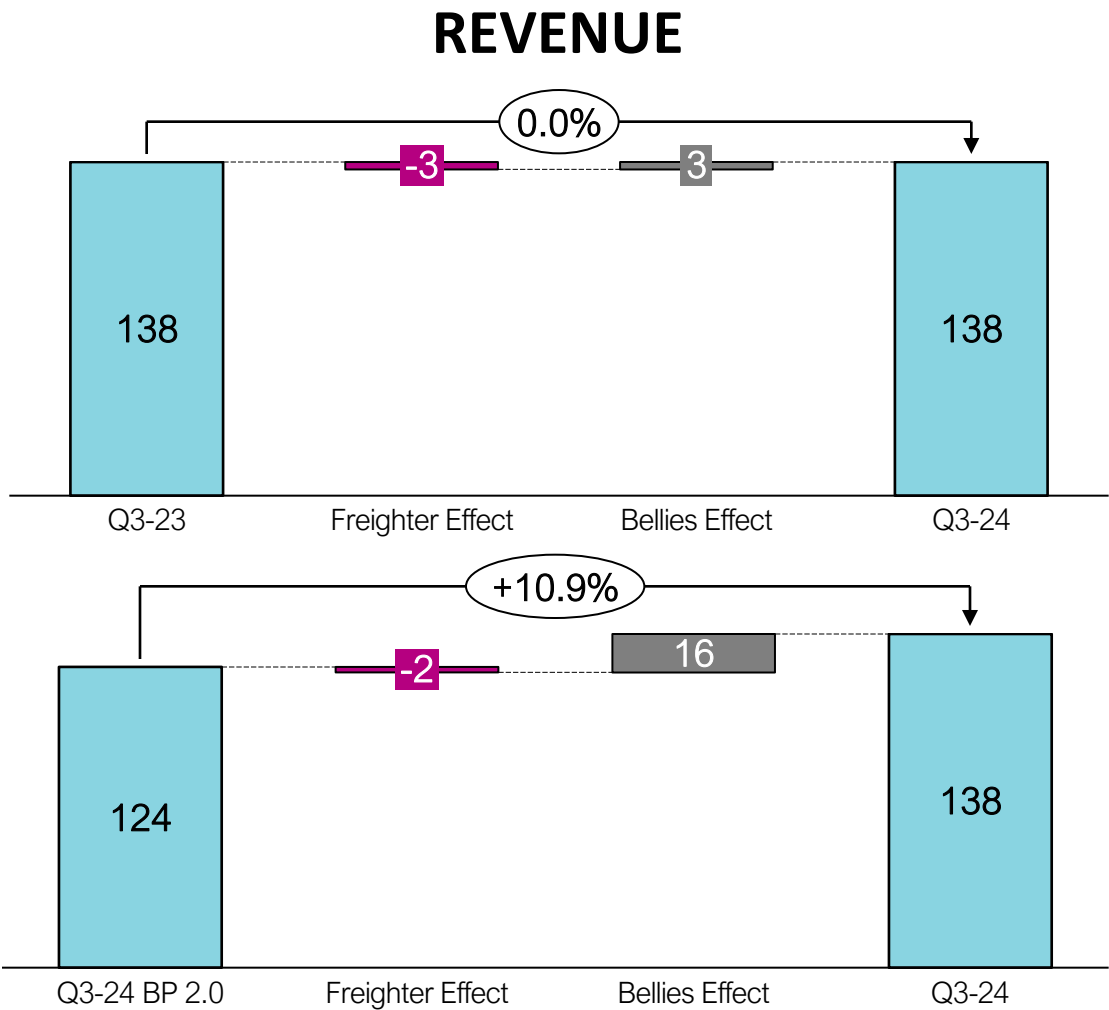 REVENUE
0.0%
-3
3
138
138
Q3-23
Freighter Effect
Bellies Effect
Q3-24
+10.9%
16
-2
124
138
Q3-24 BP 2.0
Freighter Effect
Bellies Effect
Q3-24